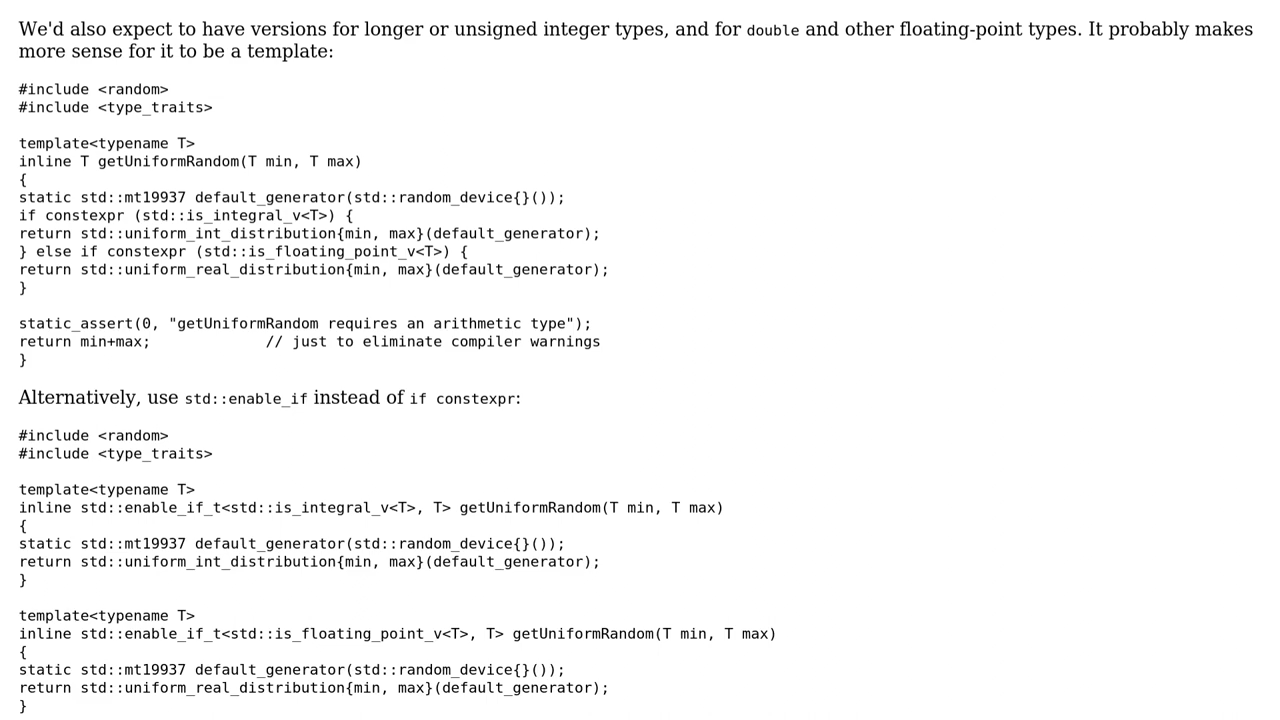 We'd also expect to have versions for longer or unsigned integer types, and for double and other floating-point types. It probably makes
more sense for it to be a template:
#include <random>
#include <type_traits>
template<typename T>
inline T getUniformRandom(T min, T max)
{
static std::mt19937 default_generator(std::random_device{}());
if constexpr (std::is_integral_v<T>) {
return std::uniform_int_distribution{min, max}(default_generator);
} else if constexpr (std::is_floating_point_v<T>) {
return std::uniform_real_distribution{min, max}(default_generator);
}
static_assert(0, "getUniformRandom requires an arithmetic type");
return min+max;             // just to eliminate compiler warnings
}
Alternatively, use std::enable_if instead of if constexpr:
#include <random>
#include <type_traits>
template<typename T>
inline std::enable_if_t<std::is_integral_v<T>, T> getUniformRandom(T min, T max)
{
static std::mt19937 default_generator(std::random_device{}());
return std::uniform_int_distribution{min, max}(default_generator);
}
template<typename T>
inline std::enable_if_t<std::is_floating_point_v<T>, T> getUniformRandom(T min, T max)
{
static std::mt19937 default_generator(std::random_device{}());
return std::uniform_real_distribution{min, max}(default_generator);
}